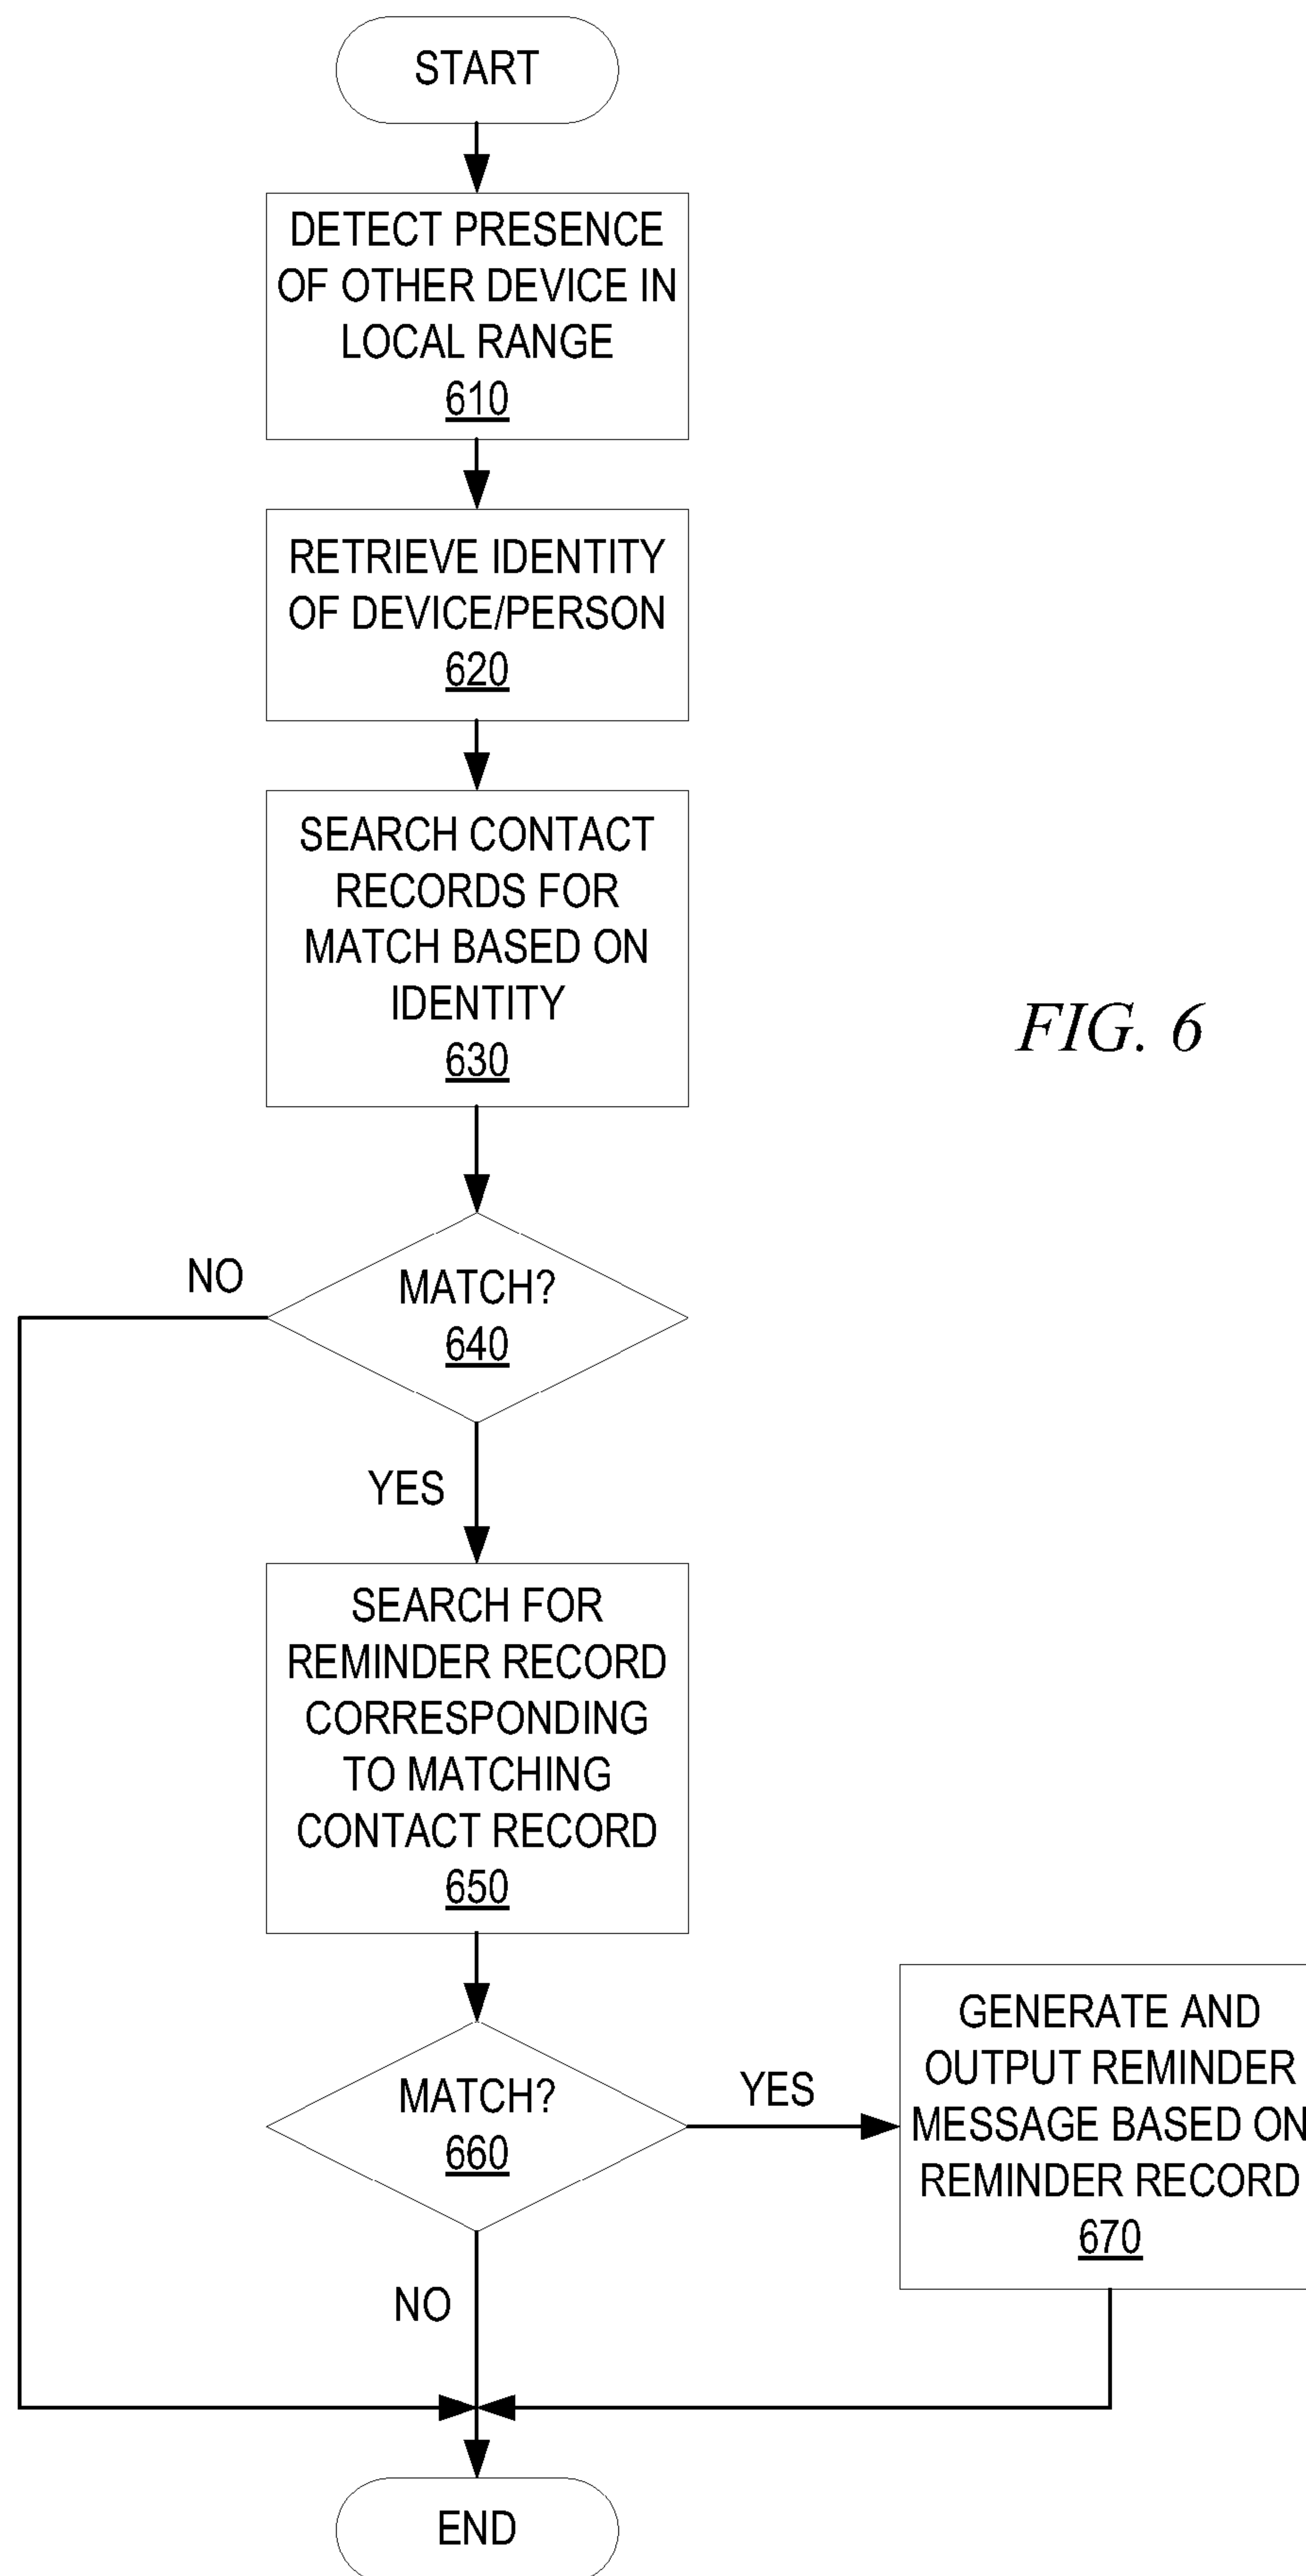 START
DETECT PRESENCE
OF OTHER DEVICE IN
LOCAL RANGE
610
RETRIEVE IDENTITY
OF DEVICE/PERSON
620
SEARCH CONTACT
RECORDS FOR
MATCH BASED ON
IDENTITY
630
FIG. 6
NO
MATCH?
640
YES
SEARCH FOR
REMINDER RECORD
CORRESPONDING
TO MATCHING
CONTACT RECORD
650
MATCH?
660
YES
GENERATE AND
OUTPUT REMINDER
MESSAGE BASED ON
REMINDER RECORD
670
NO
END